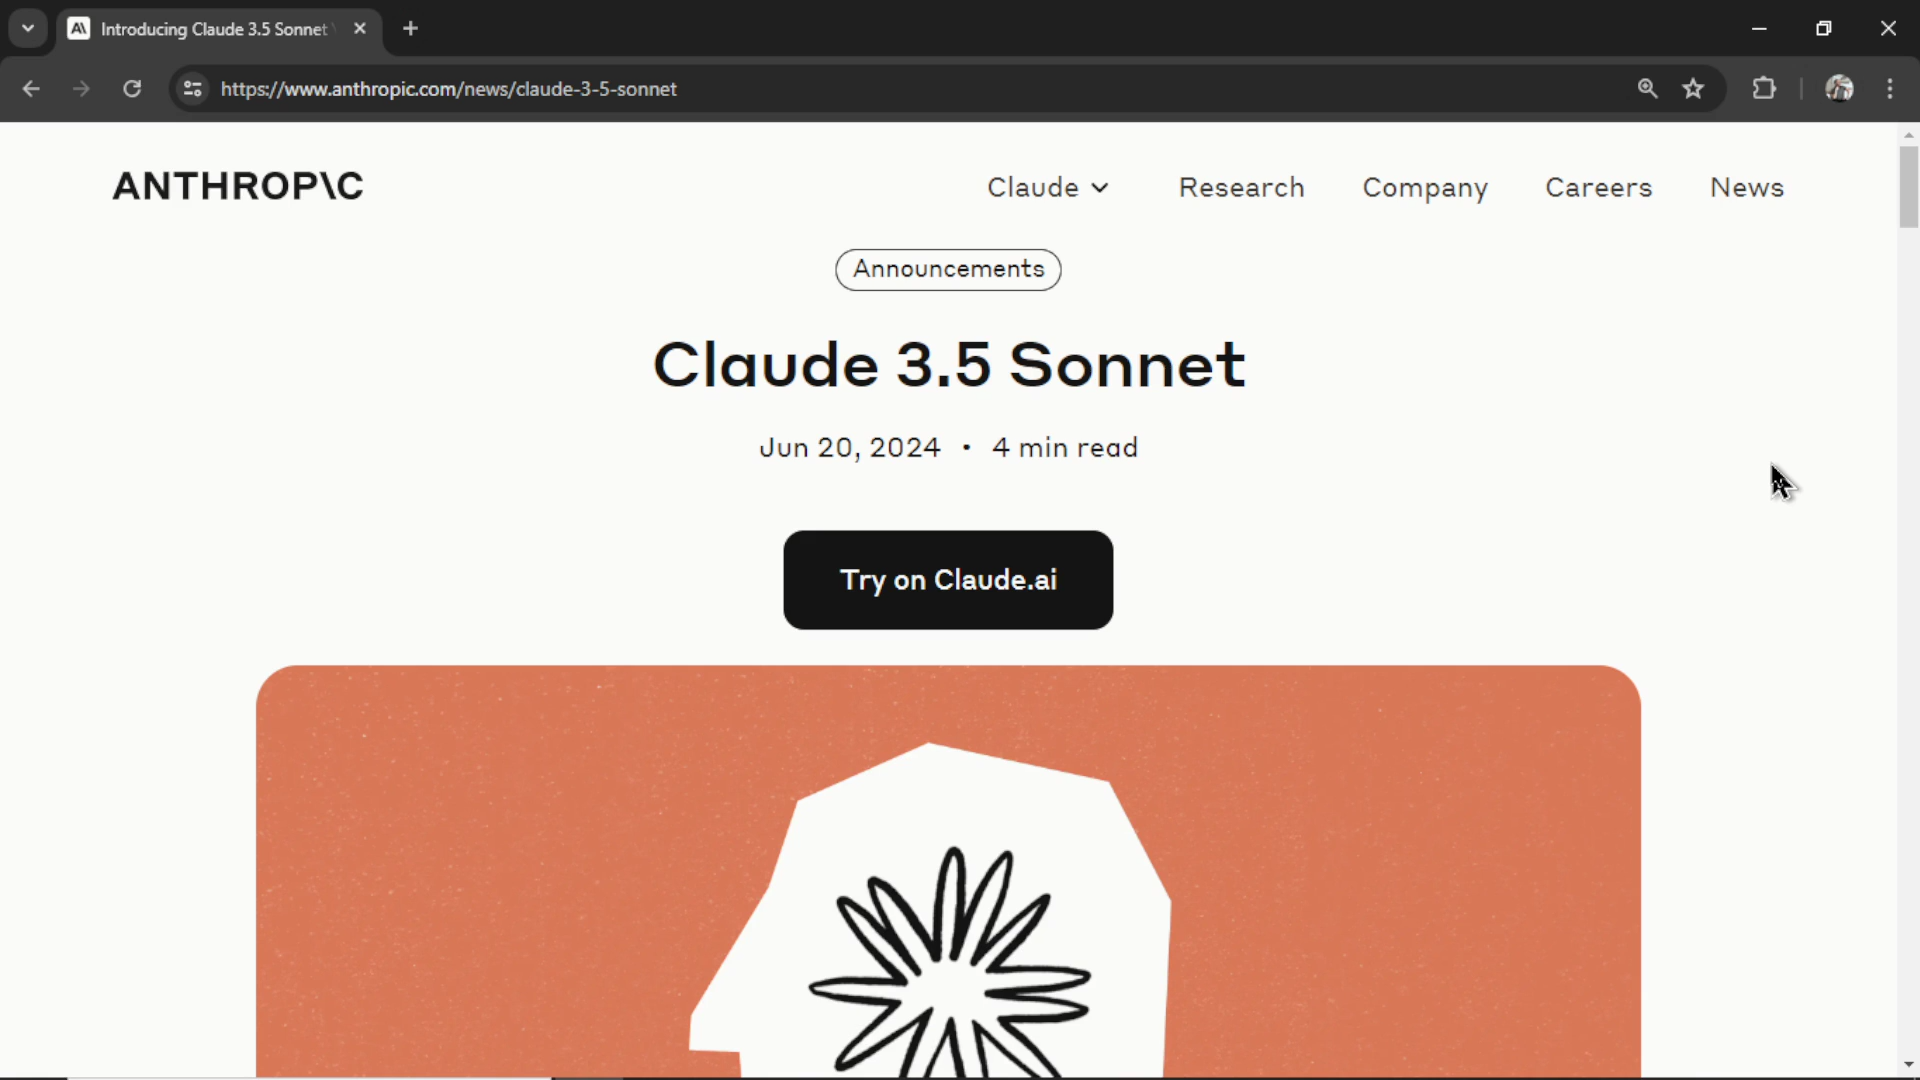 Introducing Claude 3.5 Sonnet
https://www.anthropic.com/news/claude-3-5-sonnet
ANTHROP\C
Claude Research Company Careers News
Announcements
Claude 3.5 Sonnet
Jun 20, 2024 • 4 min read
Try on Claude.ai